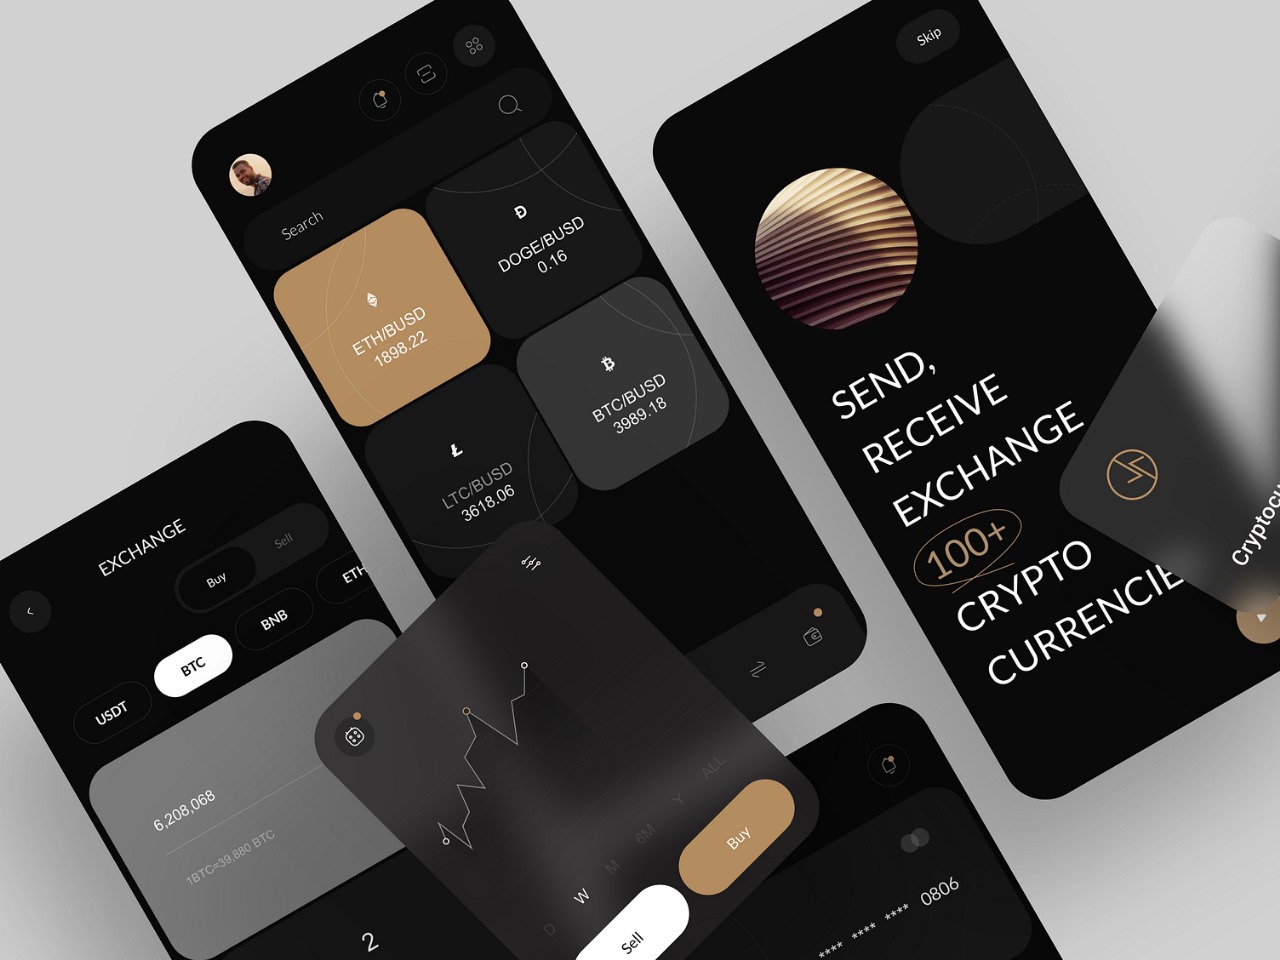 Skip
Search
DOGE/BUSD
0.16
ETH/BUSD
1898.22
BTC/BUSD
3989.18
LTC/BUSD
3618.06
SEND,
RECEIVE
EXCHANGE
100+
CRYPTO
CURRENCIE
EXCHANGE
Buy
Sell
USDT
BTC
BNB
ETH
6,208,068
1BTC=39,880 BTC
2
D
W
M
6M
Y
ALL
Sell
Buy
**** **** **** 0806